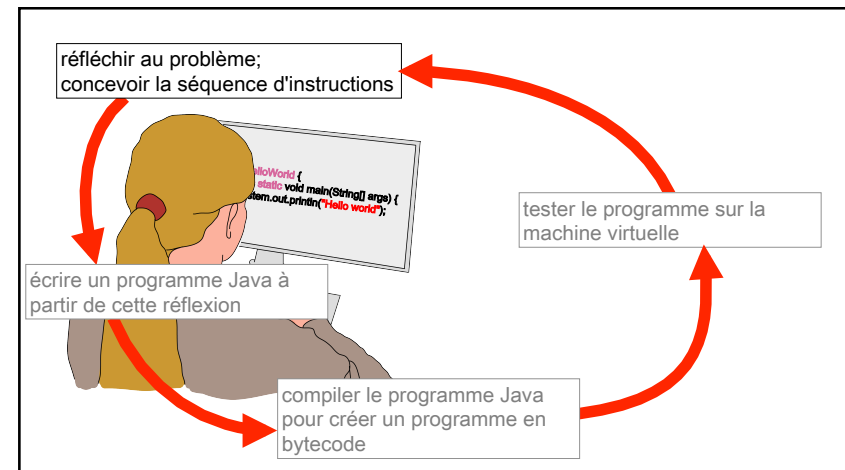 réfléchir au problème;
concevoir la séquence d'instructions
lloWorld {
static void main(String[] args) {
stem.out.println("Hello world");
tester le programme sur la
machine virtuelle
écrire un programme Java à
partir de cette réflexion
compiler le programme Java
pour créer un programme en
bytecode